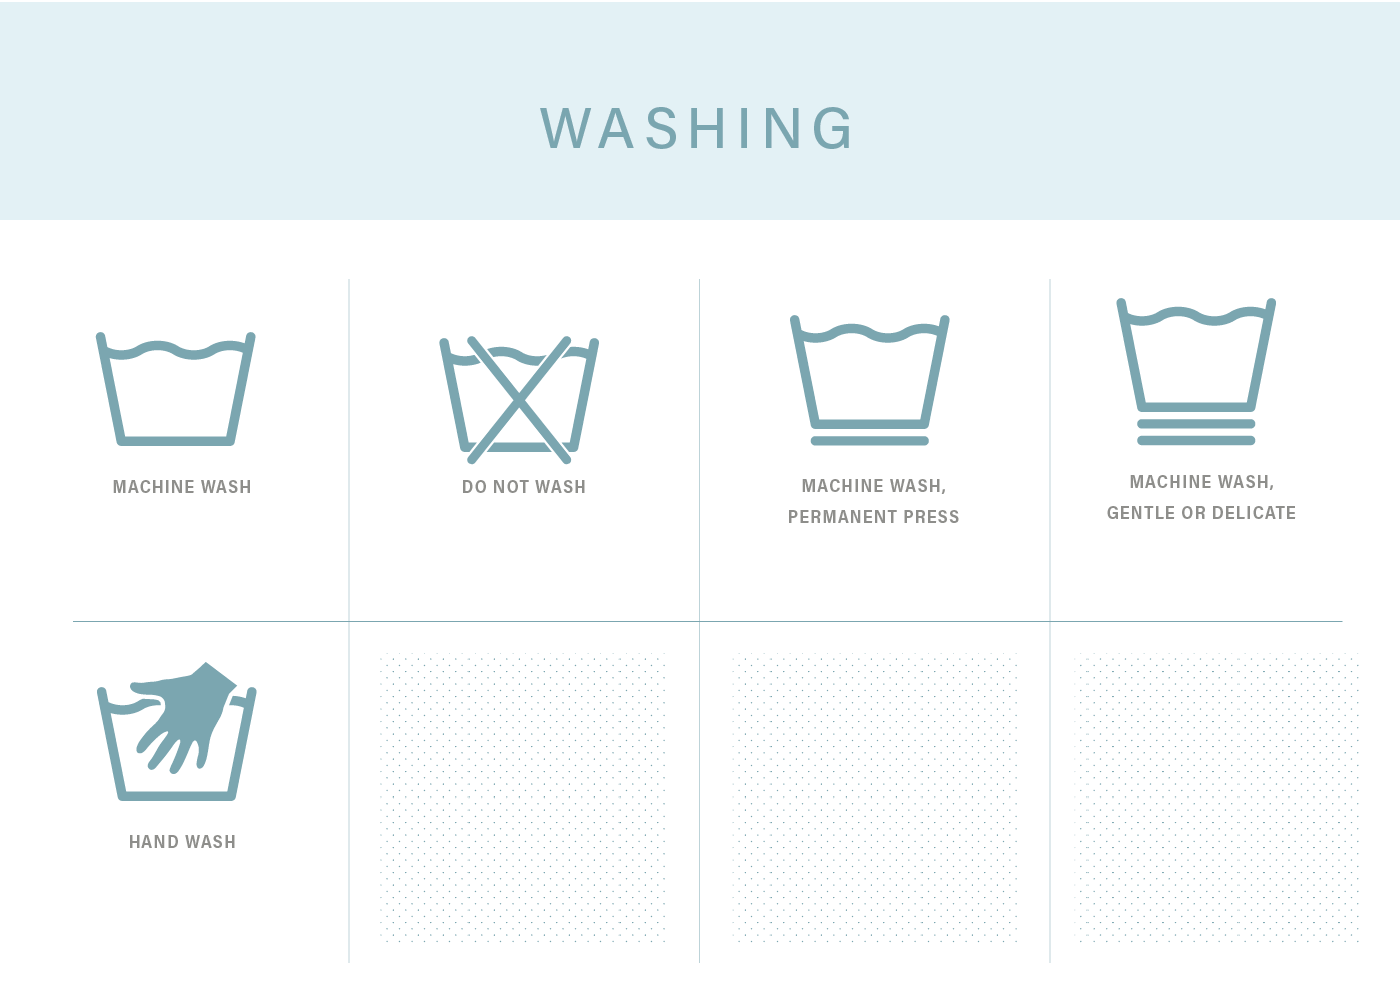 WASHING
MACHINE WASH
DO NOT WASH
MACHINE WASH,
PERMANENT PRESS
MACHINE WASH,
GENTLE OR DELICATE
HAND WASH